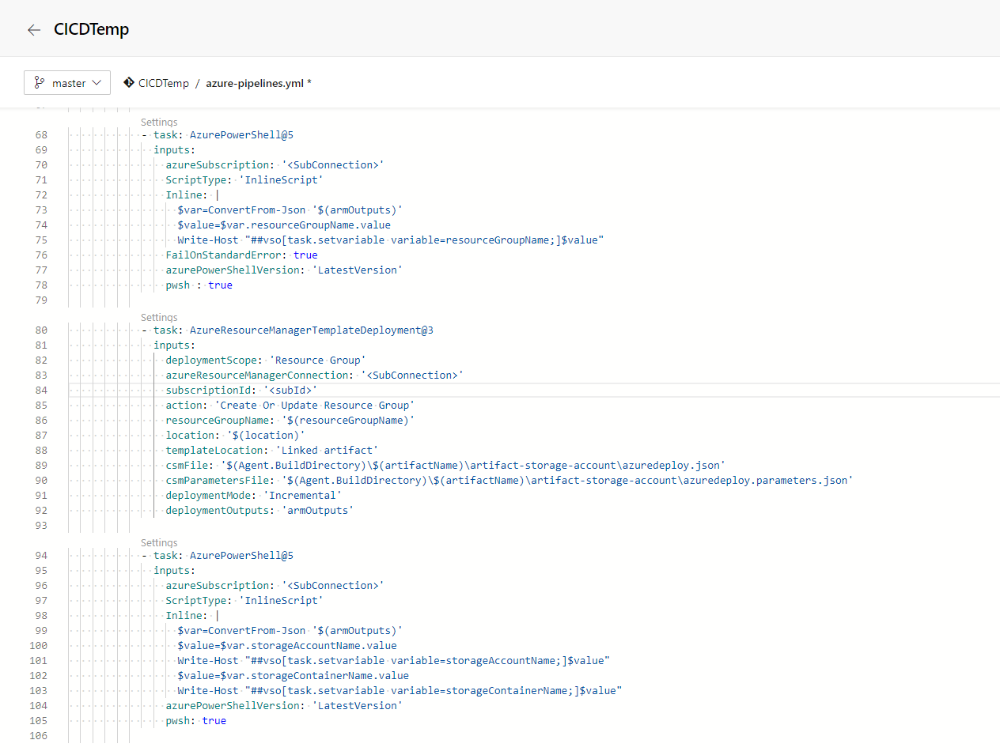 CICDTemp
master CICDTemp / azure-pipelines.yml *
Settings
68 - task: AzurePowerShell@5
69 inputs:
70 azureSubscription: '<SubConnection>'
71 ScriptType: 'InlineScript'
72 Inline: |
73 $var=ConvertFrom-Json '$(armOutputs)'
74 $value=$var.resourceGroupName.value
75 Write-Host "##vso[task.setvariable variable=resourceGroupName;]$value"
76 FailOnStandardError: true
77 azurePowerShellVersion: 'LatestVersion'
78 pwsh : true
79
Settings
80 - task: AzureResourceManagerTemplateDeployment@3
81 inputs:
82 deploymentScope: 'Resource Group'
83 azureResourceManagerConnection: '<SubConnection>'
84 subscriptionId: '<subId>'
85 action: 'Create Or Update Resource Group'
86 resourceGroupName: '$(resourceGroupName)'
87 location: '$(location)'
88 templateLocation: 'Linked artifact'
89 csmFile: '$(Agent.BuildDirectory)\$(artifactName)\artifact-storage-account\azuredeploy.json'
90 csmParametersFile: '$(Agent.BuildDirectory)\$(artifactName)\artifact-storage-account\azuredeploy.parameters.json'
91 deploymentMode: 'Incremental'
92 deploymentOutputs: 'armOutputs'
93
Settings
94 - task: AzurePowerShell@5
95 inputs:
96 azureSubscription: '<SubConnection>'
97 ScriptType: 'InlineScript'
98 Inline: |
99 $var=ConvertFrom-Json '$(armOutputs)'
100 $value=$var.storageAccountName.value
101 Write-Host "##vso[task.setvariable variable=storageAccountName;]$value"
102 $value=$var.storageContainerName.value
103 Write-Host "##vso[task.setvariable variable=storageContainerName;]$value"
104 azurePowerShellVersion: 'LatestVersion'
105 pwsh: true
106